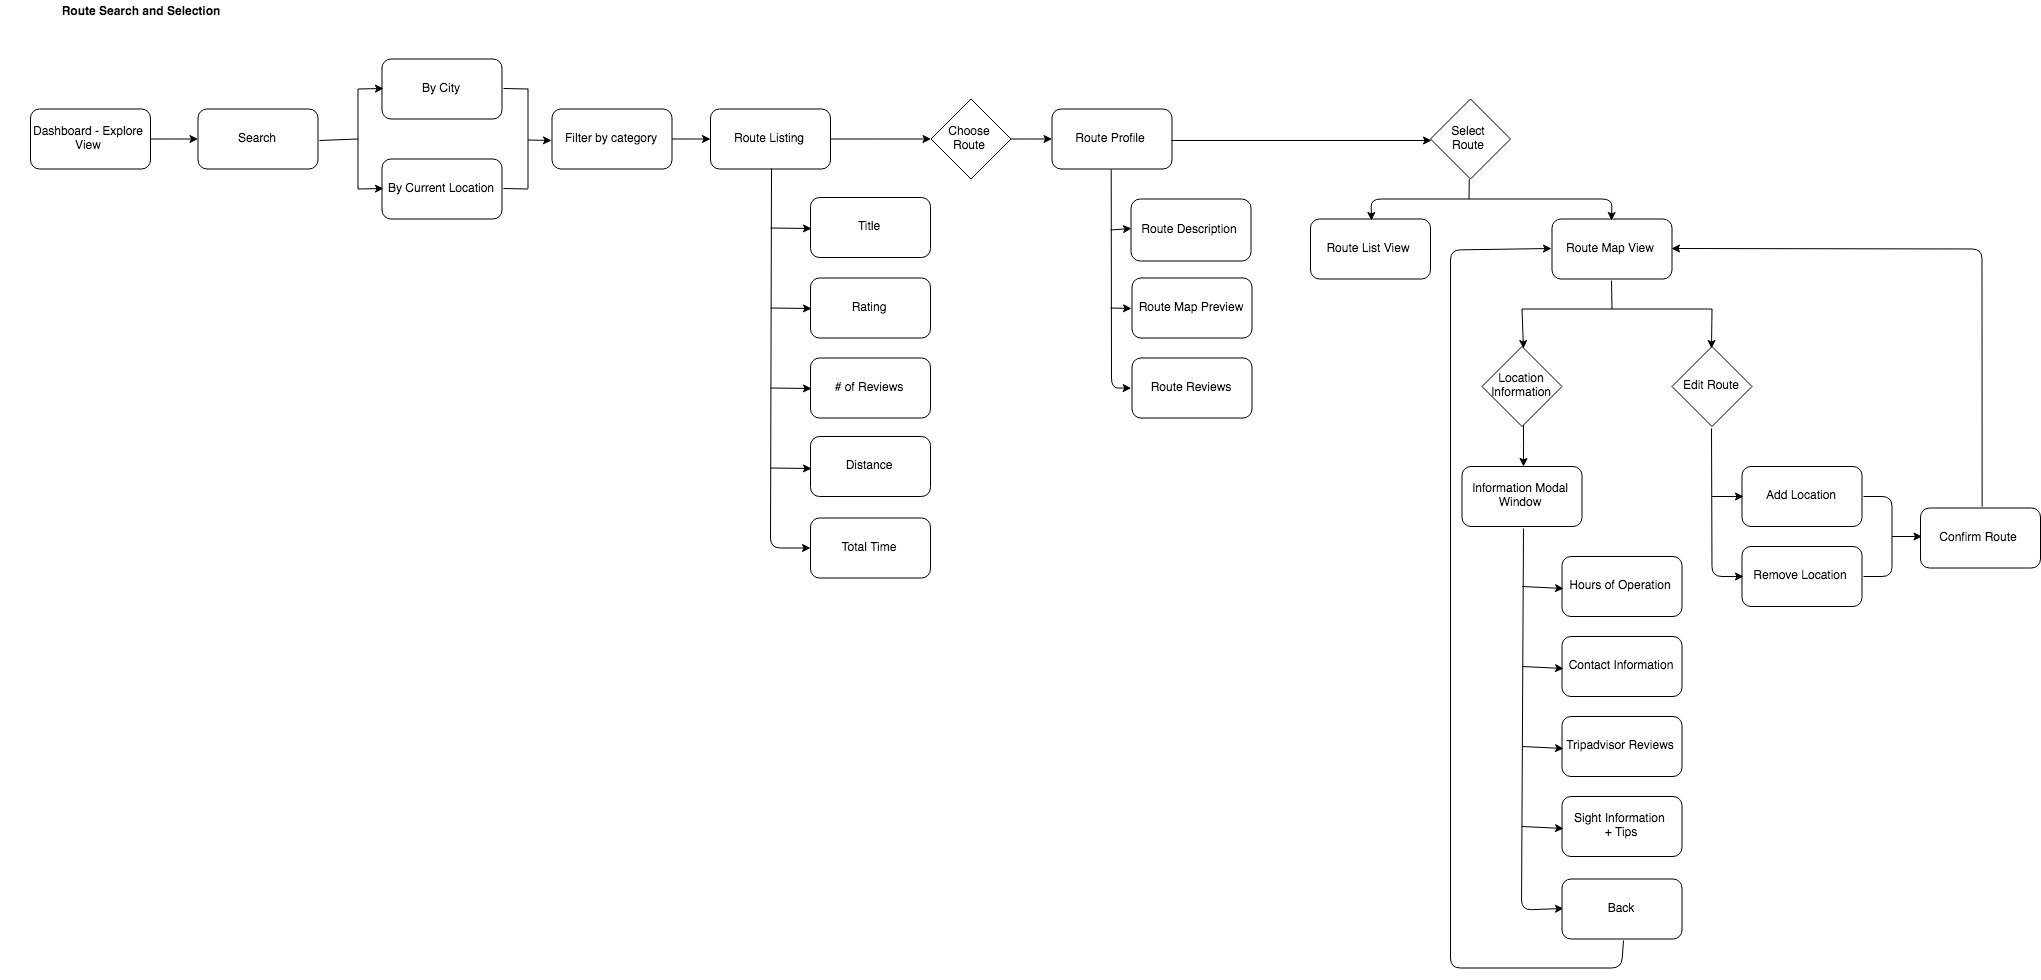 Route Search and Selection
Dashboard - Explore
View
Search
By City
By Current Location
Filter by category
Route Listing
Title
Rating
# of Reviews
Distance
Total Time
Choose
Route
Route Profile
Route Description
Route Map Preview
Route Reviews
Select
Route
Route List View
Route Map View
Location
Information
Edit Route
Information Modal
Window
Hours of Operation
Contact Information
Tripadvisor Reviews
Sight Information
+ Tips
Back
Add Location
Remove Location
Confirm Route